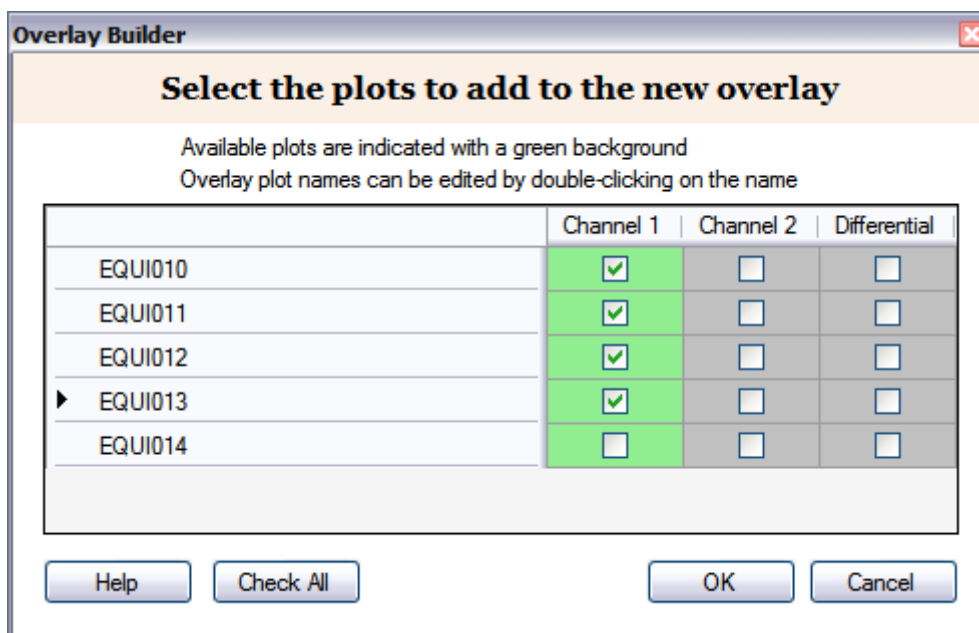 Overlay Builder
Select the plots to add to the new overlay
Available plots are indicated with a green background
Overlay plot names can be edited by double-clicking on the name
Channel 1 Channel 2 Differential
EQUI010
EQUI011
EQUI012
EQUI013
EQUI014
Help Check All OK Cancel